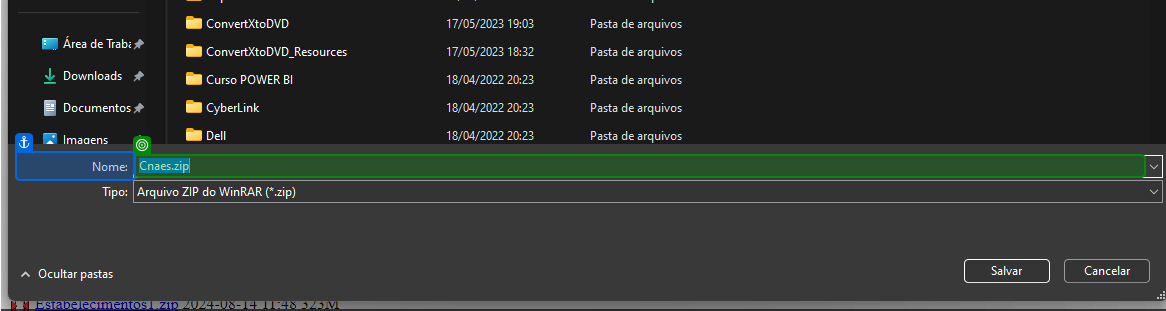 ConvertXtoDVD 17/05/2023 19:03 Pasta de arquivos
Área de Traba
ConvertXtoDVD_Resources 17/05/2023 18:32 Pasta de arquivos
Downloads
Curso POWER BI 18/04/2022 20:23 Pasta de arquivos
Documentos
CyberLink 18/04/2022 20:23 Pasta de arquivos
Imagens
Dell 18/04/2022 20:23 Pasta de arquivos
Nome: Cnaes.zip
Tipo: Arquivo ZIP do WinRAR (*.zip)
Ocultar pastas
Salvar Cancelar
Estabelecimentos1.zip 2024-08-14 11:48 323M